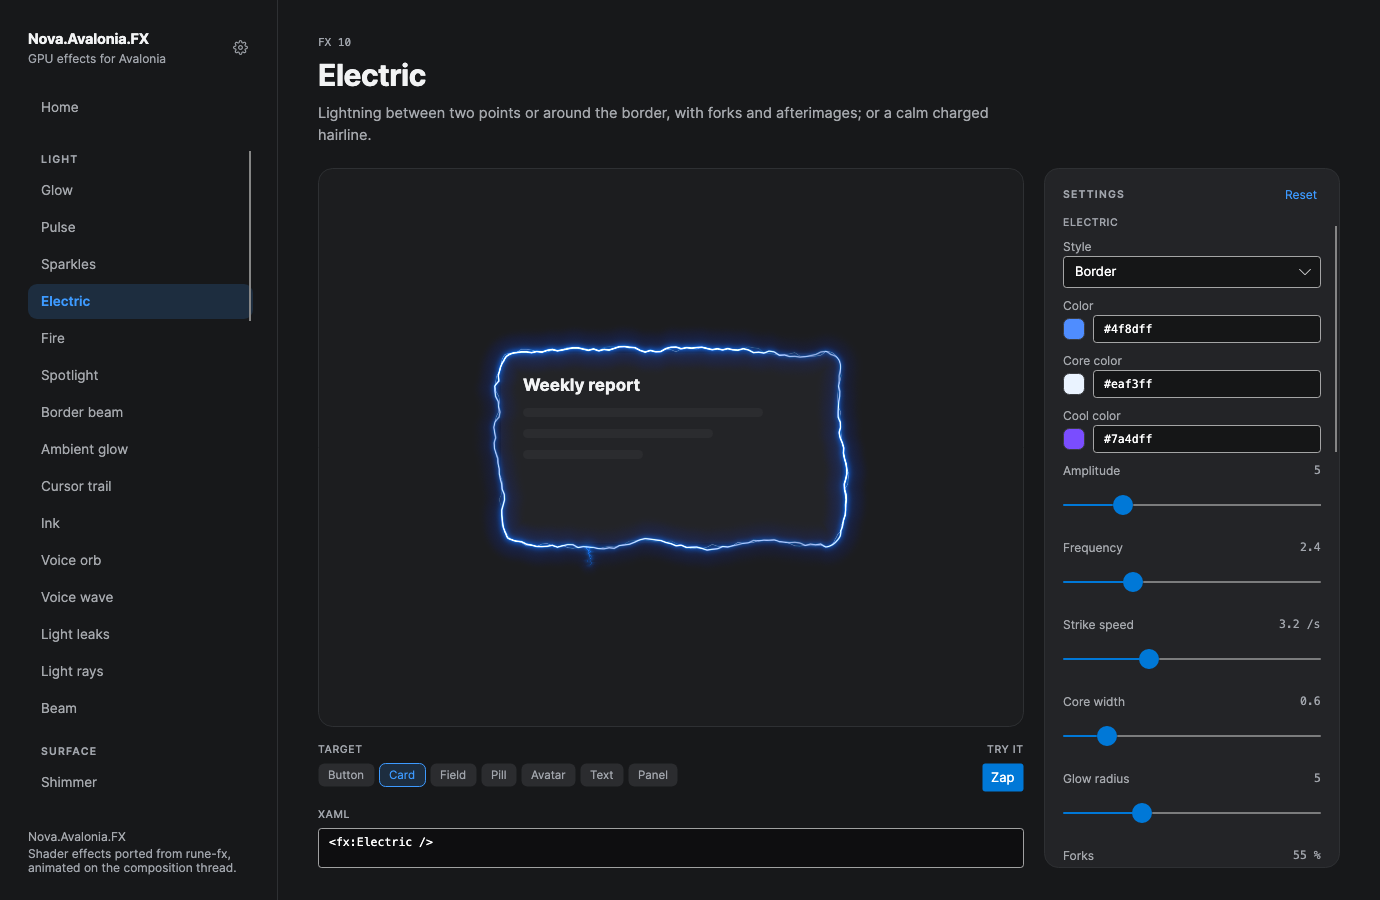 Nova.Avalonia.FX
GPU effects for Avalonia
Home
LIGHT
Glow
Pulse
Sparkles
Electric
Fire
Spotlight
Border beam
Ambient glow
Cursor trail
Ink
Voice orb
Voice wave
Light leaks
Light rays
Beam
SURFACE
Shimmer
Nova.Avalonia.FX
Shader effects ported from rune-fx,
animated on the composition thread.
FX 10
Electric
Lightning between two points or around the border, with forks and afterimages; or a calm charged
hairline.
Weekly report
TARGET
TRY IT
Button Card Field Pill Avatar Text Panel
Zap
XAML
<fx:Electric />
SETTINGS
Reset
ELECTRIC
Style
Border
Color
#4f8dff
Core color
#eaf3ff
Cool color
#7a4dff
Amplitude 5
Frequency 2.4
Strike speed 3.2 /s
Core width 0.6
Glow radius 5
Forks 55 %